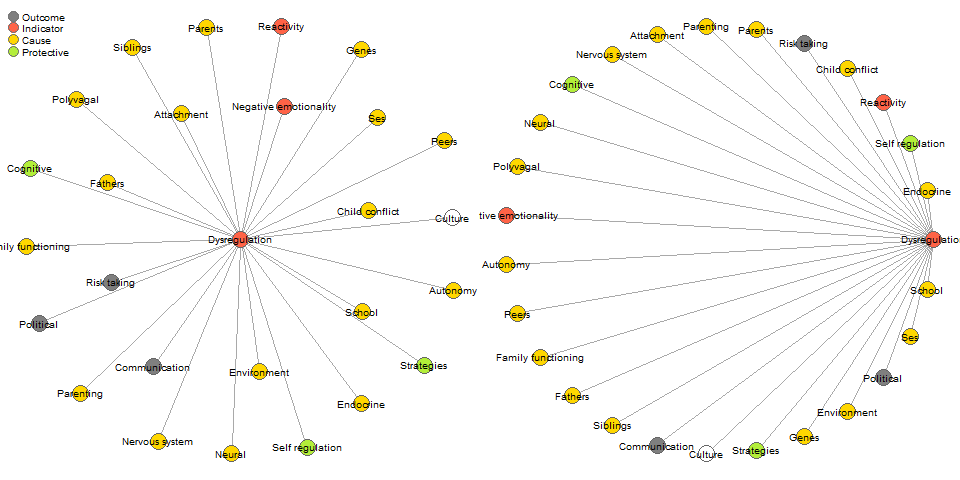 Outcome
Indicator
Cause
Protective
Parents
Reactivity
Siblings
Genes
Polyvagal
Attachment
Negative emotionality
Ses
Peers
Cognitive
Fathers
Child conflict
Culture
Dysregulation
nily functioning
Risk taking
Autonomy
School
Political
Communication
Environment
Strategies
Parenting
Endocrine
Nervous system
Neural
Self regulation
Parenting
Parents
Attachment
Risk taking
Nervous system
Child conflict
Cognitive
Reactivity
Neural
Self regulation
Polyvagal
Endocrine
tive emotionality
Dysregulation
Autonomy
School
Peers
Ses
Family functioning
Political
Fathers
Environment
Siblings
Genes
Communication
Culture
Strategies